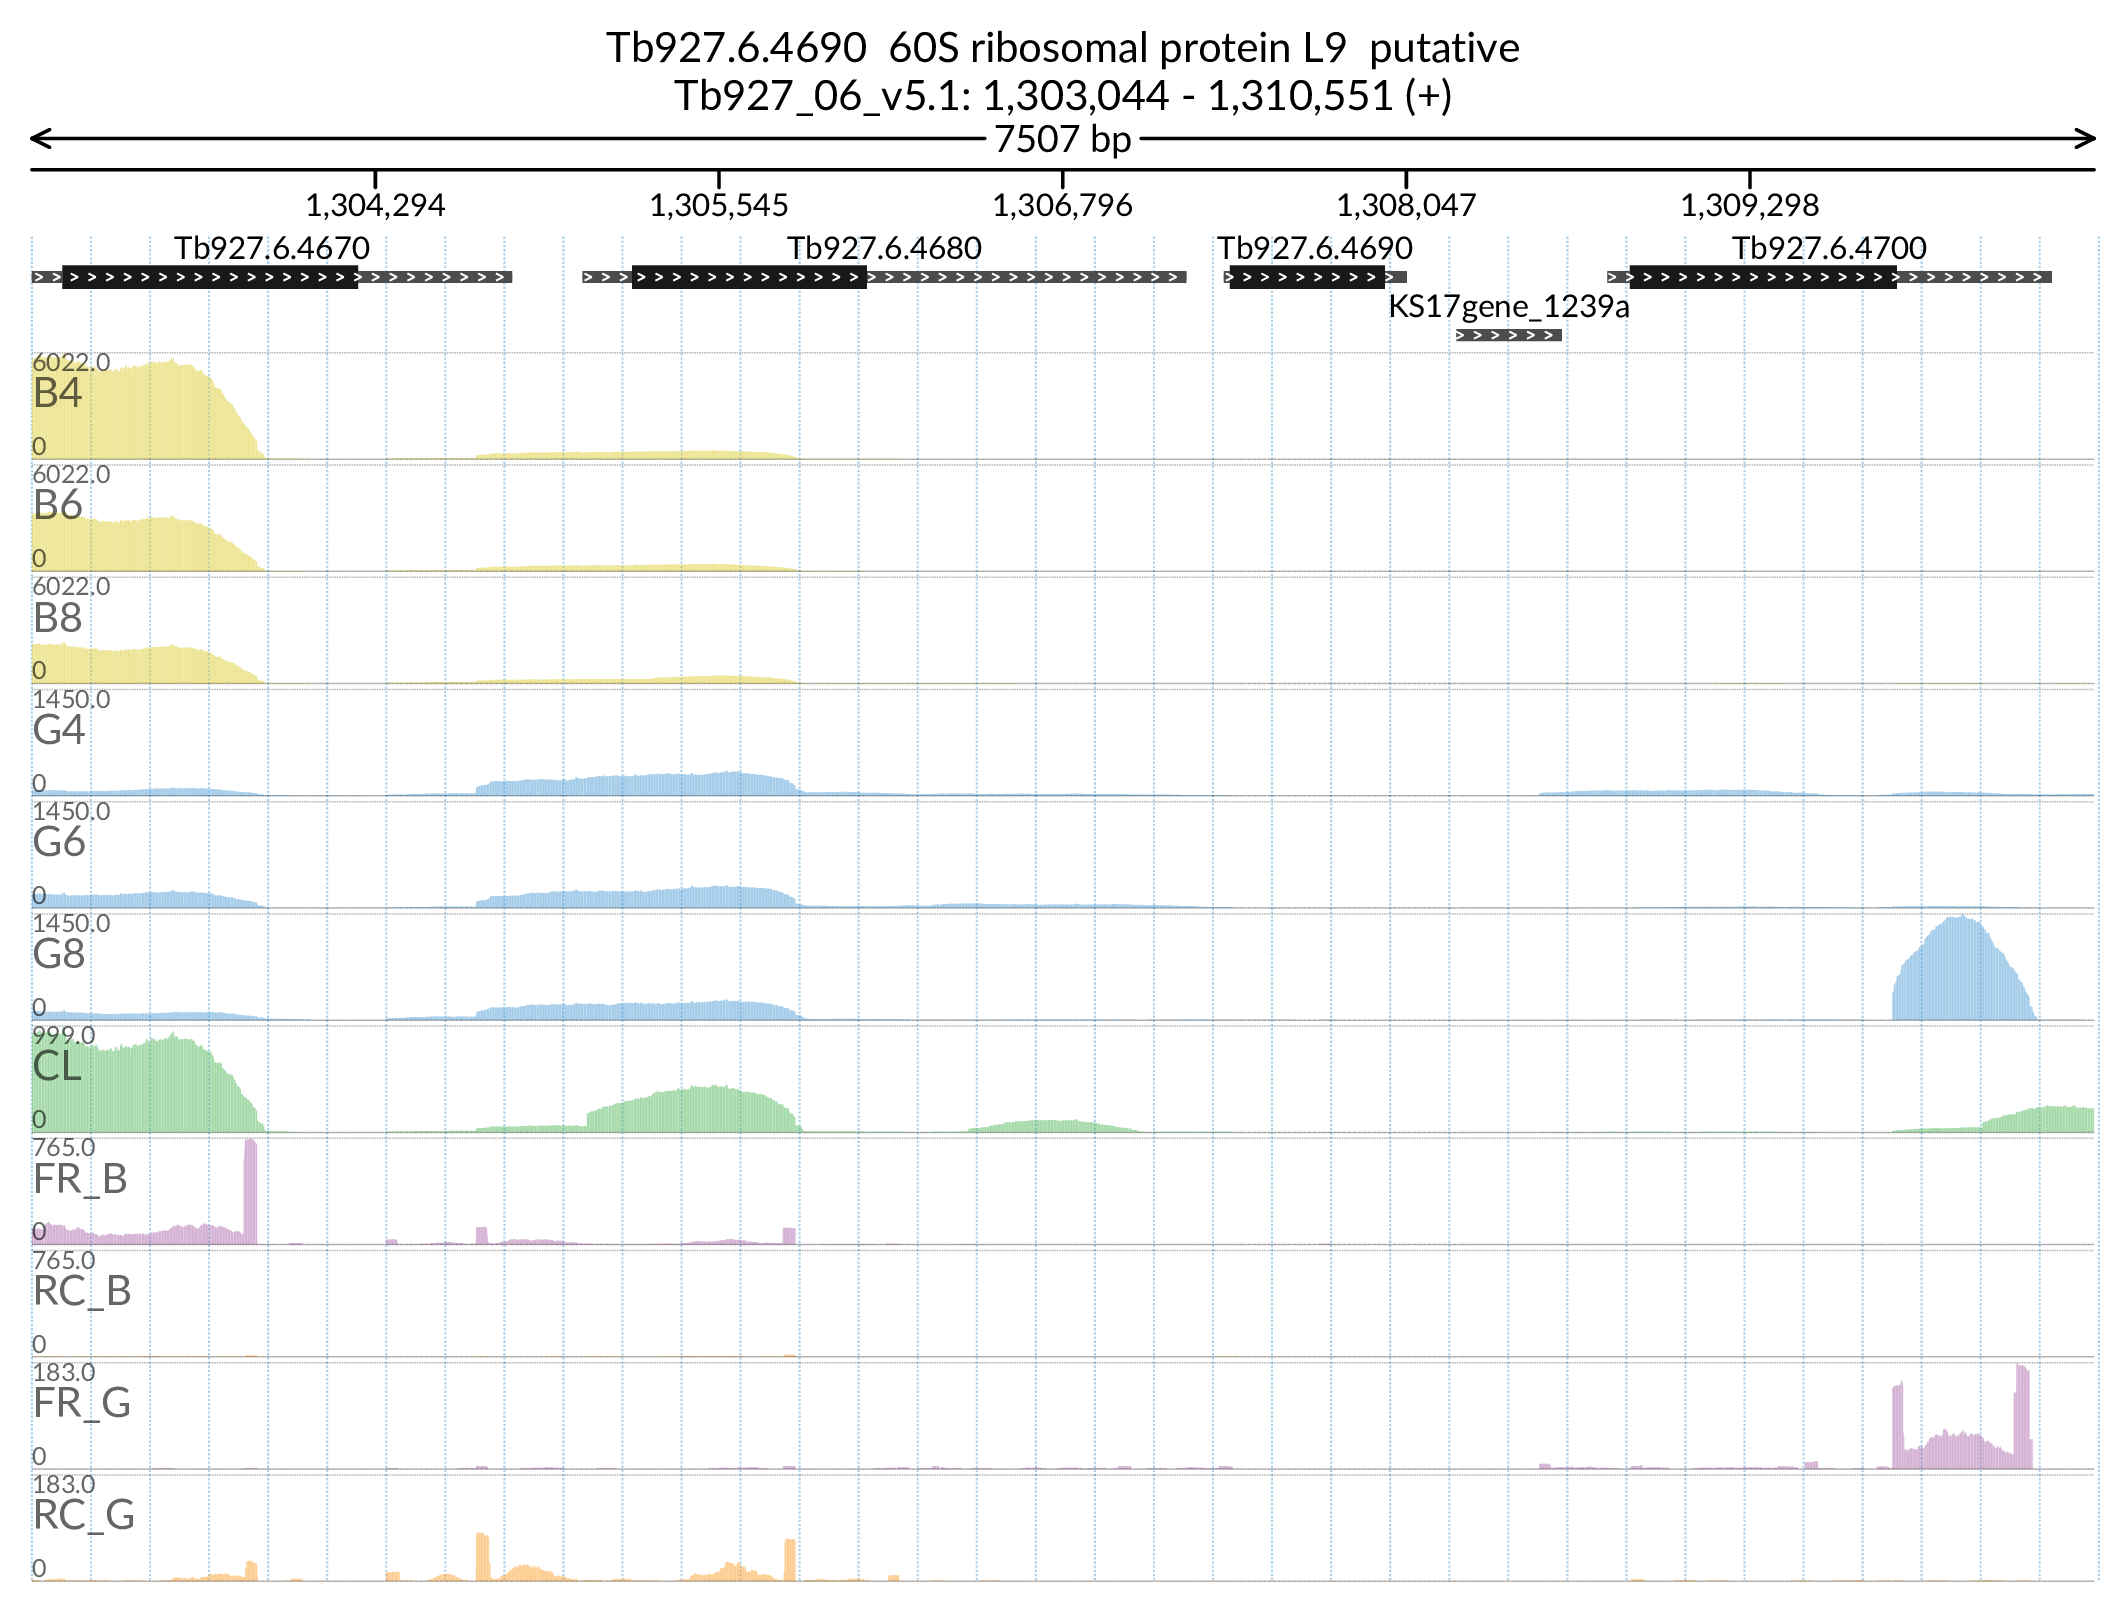 Tb927.6.4690  60S ribosomal protein L9  putative
Tb927_06_v5.1: 1,303,044 - 1,310,551 (+)
7507 bp
1,304,294 1,305,545 1,306,796 1,308,047 1,309,298
Tb927.6.4670 Tb927.6.4680 Tb927.6.4690 Tb927.6.4700
KS17gene_1239a
6022.0
B4
0
6022.0
B6
0
6022.0
B8
0
1450.0
G4
0
1450.0
G6
0
1450.0
G8
0
999.0
CL
0
765.0
FR_B
0
765.0
RC_B
0
183.0
FR_G
0
183.0
RC_G
0